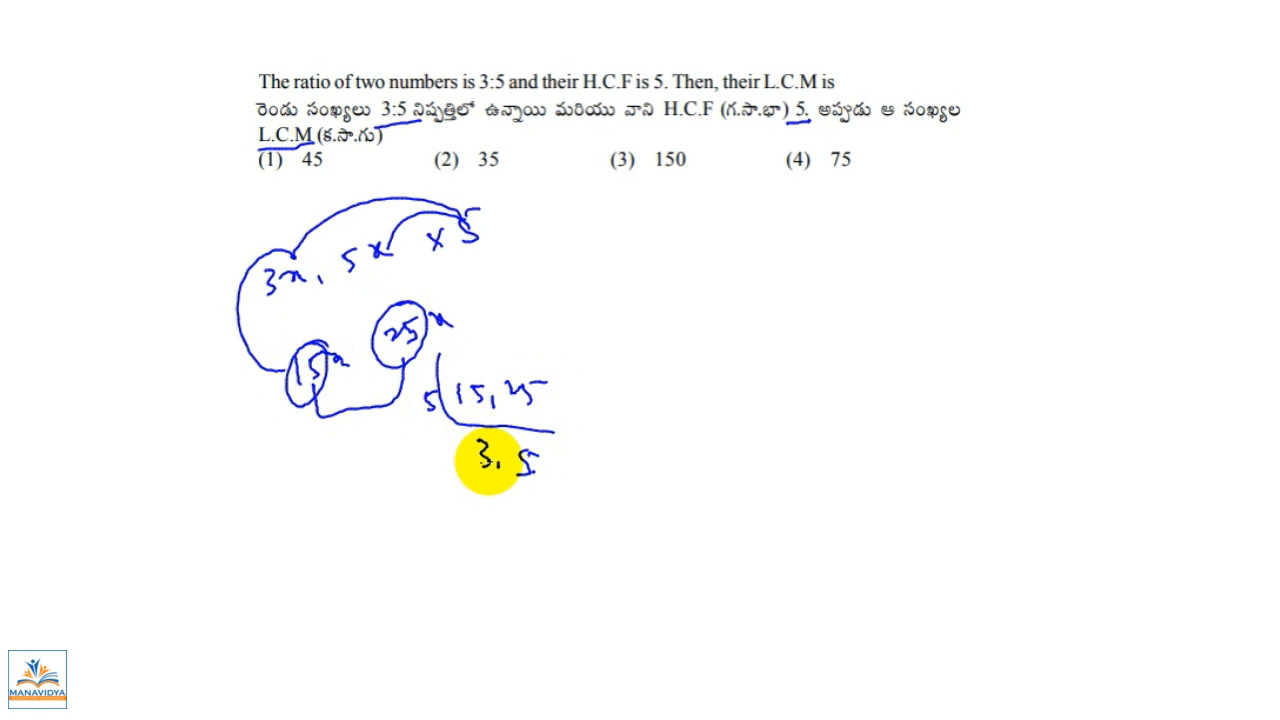 The ratio of two numbers is 3:5 and their H.C.F is 5. Then, their L.C.M is
రెండు సంఖ్యలు 3:5 నిష్పత్తిలో ఉన్నాయి మరియు వాని H.C.F (గ.సా.భా) 5. అప్పుడు ఆ సంఖ్యల
L.C.M (క.సా.గు)
(1) 45 (2) 35 (3) 150 (4) 75
3x, 5x × 5
15x 25x
5 15, 25
3, 5
MANAVIDYA